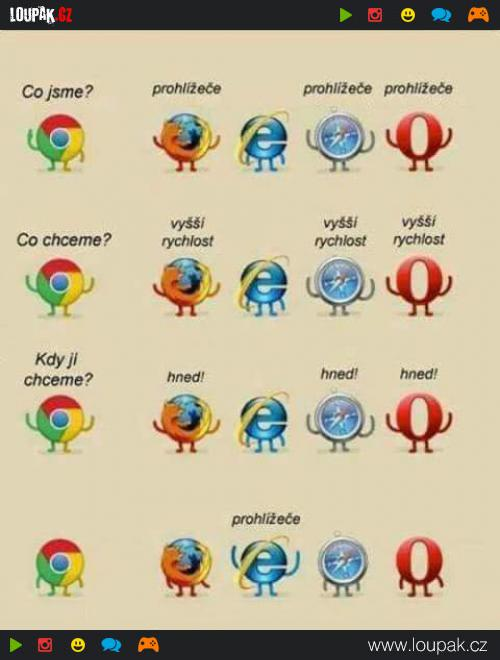 LOUPAK.CZ
Co jsme?
prohlížeče
prohlížeče
prohlížeče
Co chceme?
vyšší
rychlost
vyšší
rychlost
vyšší
rychlost
Kdy ji
chceme?
hned!
hned!
hned!
prohlížeče
www.loupak.cz